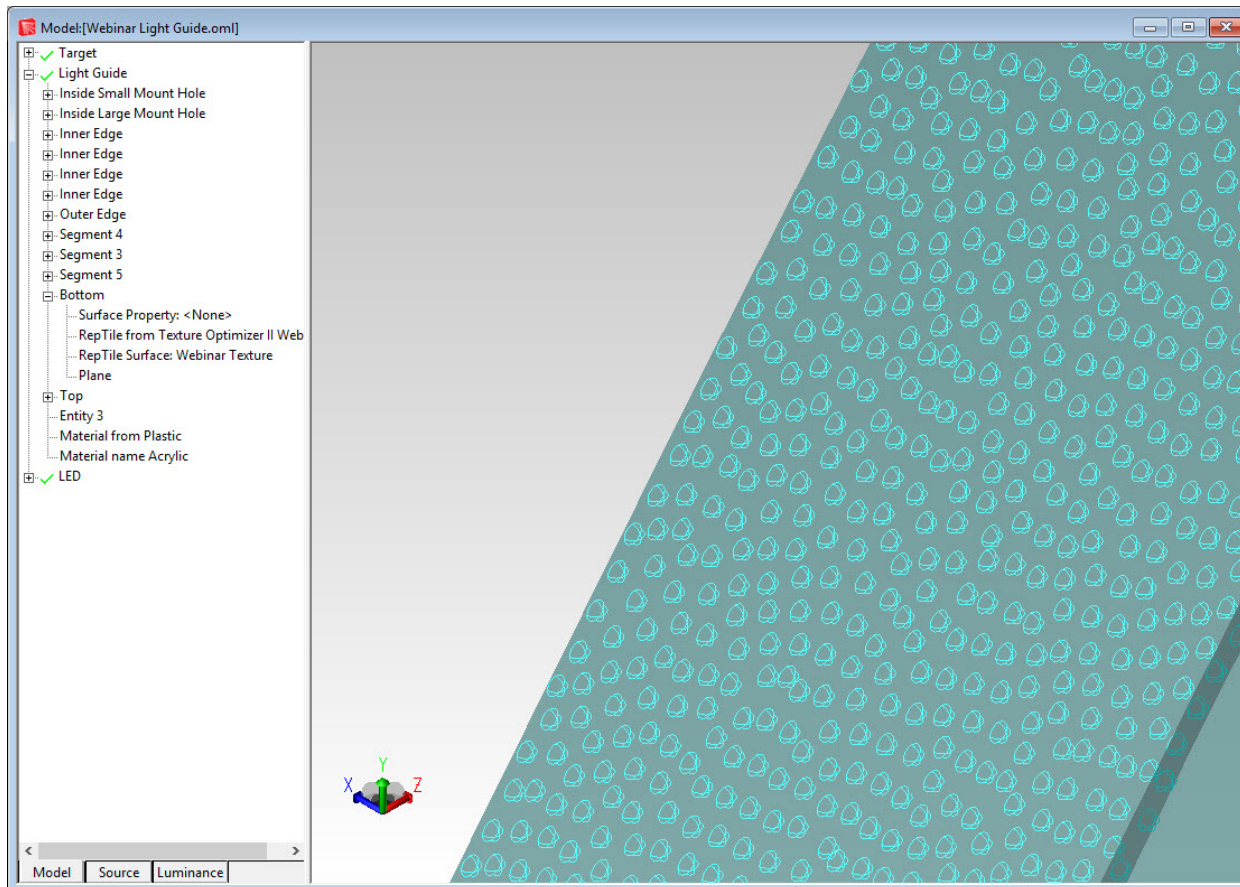 Model:[Webinar Light Guide.oml]
Target
Light Guide
Inside Small Mount Hole
Inside Large Mount Hole
Inner Edge
Inner Edge
Inner Edge
Inner Edge
Outer Edge
Segment 4
Segment 3
Segment 5
Bottom
Surface Property: <None>
RepTile from Texture Optimizer II Web
RepTile Surface: Webinar Texture
Plane
Top
Entity 3
Material from Plastic
Material name Acrylic
LED
Y
X Z
Model Source Luminance